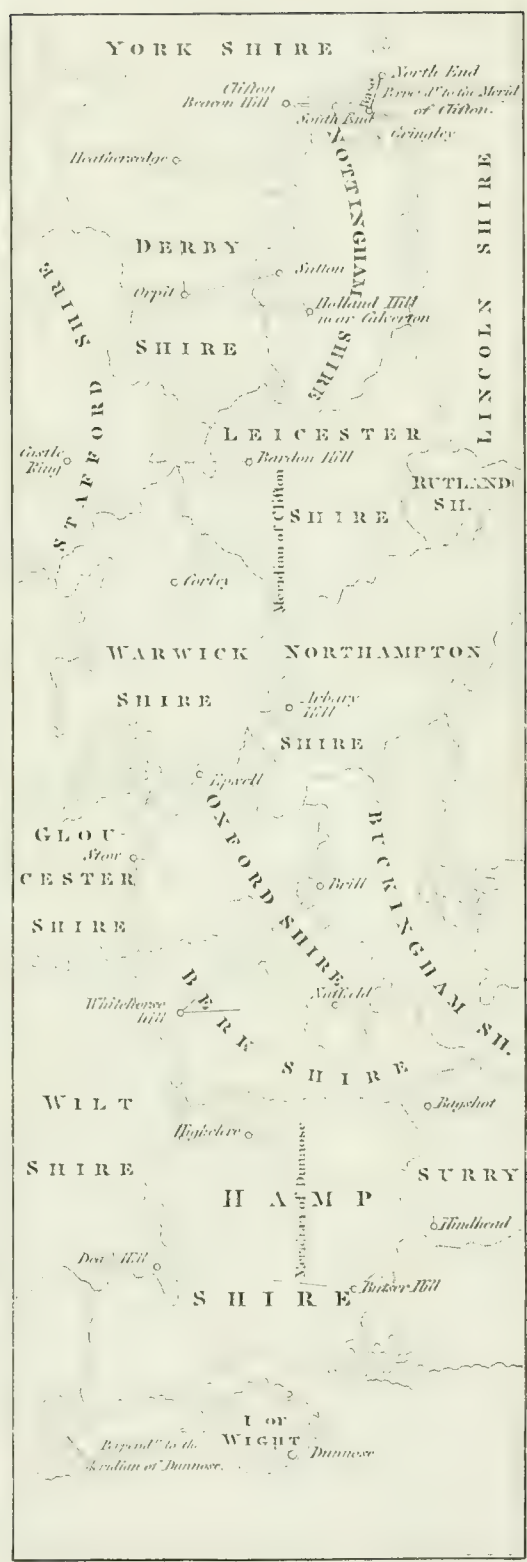 YORK SHIRE
North End
Clifton
Beacon Hill
Base
Perpend.r to the Merid
of Clifton.
South End
Gringley
Heathersedge
NOTTINGHAM SHIRE
LINCOLN SHIRE
DERBY
SHIRE
Sutton
Orpit
Holland Hill
near Calverton
STAFFORD SHIRE
LEICESTER
SHIRE
Castle
Ring
Bardon Hill
RUTLAND
SH.
Meridian of Clifton
Corley
WARWICK
SHIRE
NORTHAMPTON
SHIRE
Arbury
Hill
Epwell
OXFORD SHIRE
BUCKINGHAM SH.
GLOU-
CESTER
SHIRE
Stow
Brill
BERK
SHIRE
Whitehorse
hill
Nuffield
WILT
SHIRE
Bagshot
Highclere
Meridian of Dunnose
SURRY
HAMP
SHIRE
Hindhead
Dean Hill
Butser Hill
I OF
WIGHT
Perpend.r to the
Meridian of Dunnose.
Dunnose